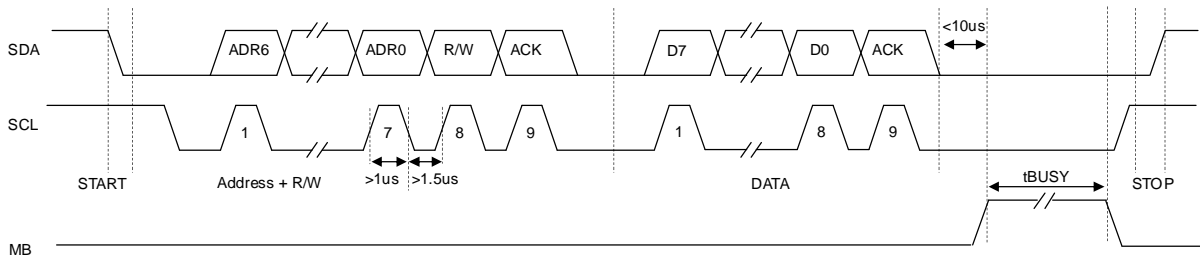 <10us
SDA ADR6 ADR0 R/W ACK D7 D0 ACK
SCL 1 7 8 9 1 8 9
>1us >1.5us
START Address + R/W DATA tBUSY STOP
MB